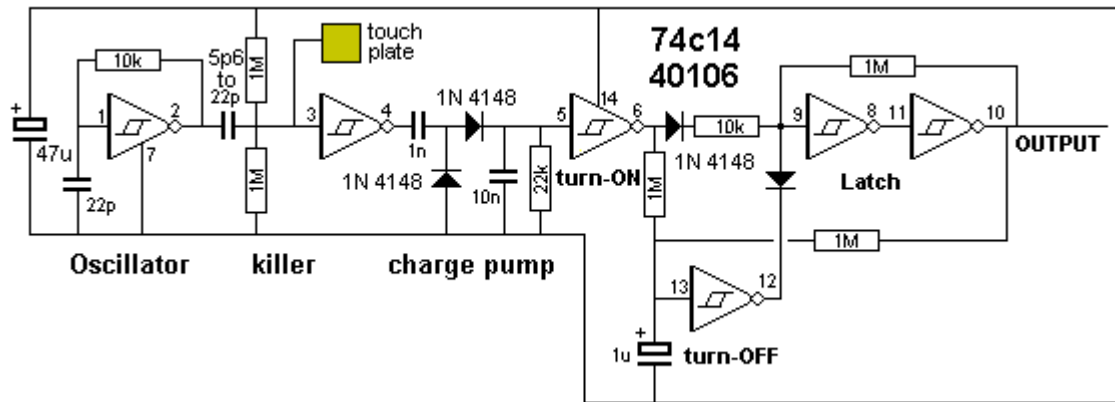 touch
plate
74c14
40106
10k
5p6
to
22p
1M
1M
1
2
3
4
1N 4148
14
5
6
10k
9
8
11
10
OUTPUT
+
47u
7
1n
1N 4148
turn-ON
1M
1N 4148
Latch
22p
1M
10n
22k
1M
Oscillator
killer
charge pump
13
12
+
1u
turn-OFF